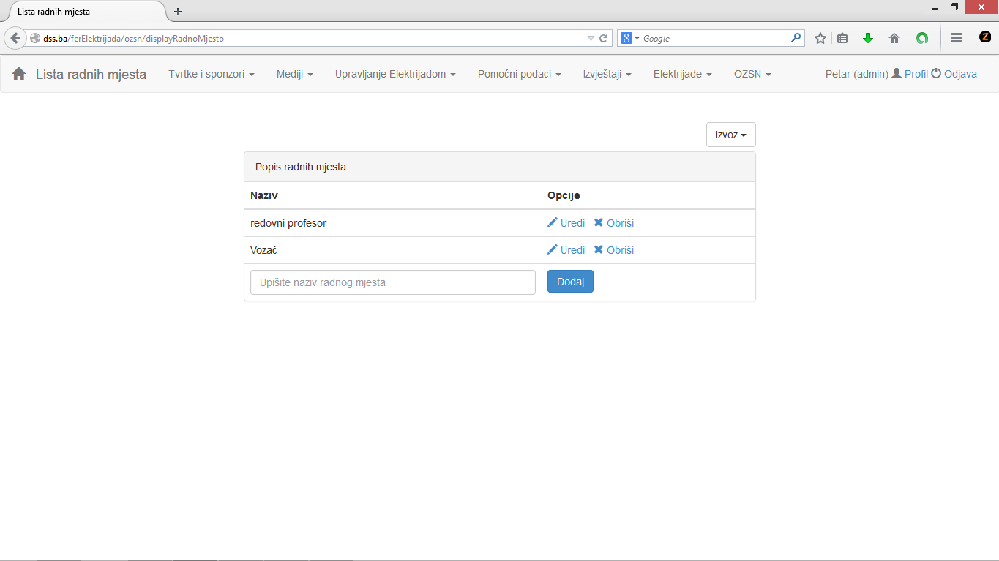 Lista radnih mjesta
dss.ba/ferElektrijada/ozsn/displayRadnoMjesto
Google
Lista radnih mjesta Tvrtke i sponzori Mediji Upravljanje Elektrijadom Pomoćni podaci Izvještaji Elektrijade OZSN Petar (admin) Profil Odjava
Izvoz
Popis radnih mjesta
Naziv Opcije
redovni profesor Uredi Obriši
Vozač Uredi Obriši
Upišite naziv radnog mjesta Dodaj